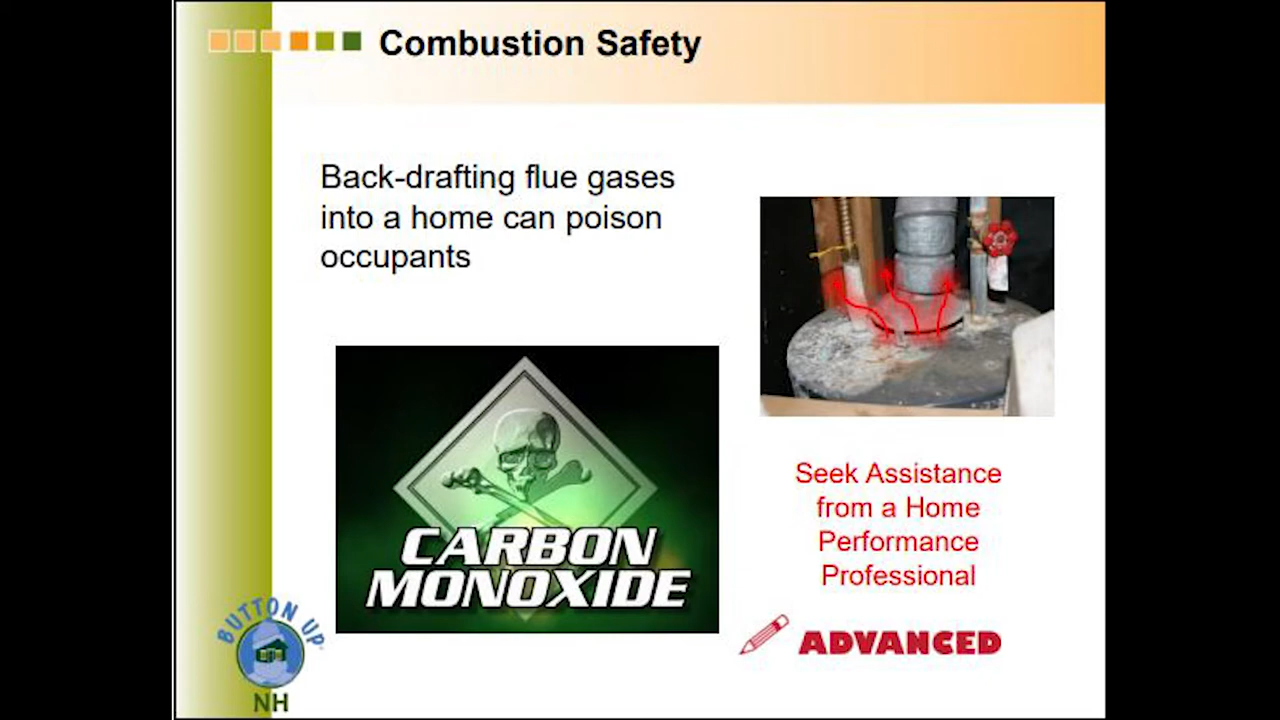 Combustion Safety
Back-drafting flue gases
into a home can poison
occupants
CARBON
MONOXIDE
Seek Assistance
from a Home
Performance
Professional
ADVANCED
BUTTON UP
NH